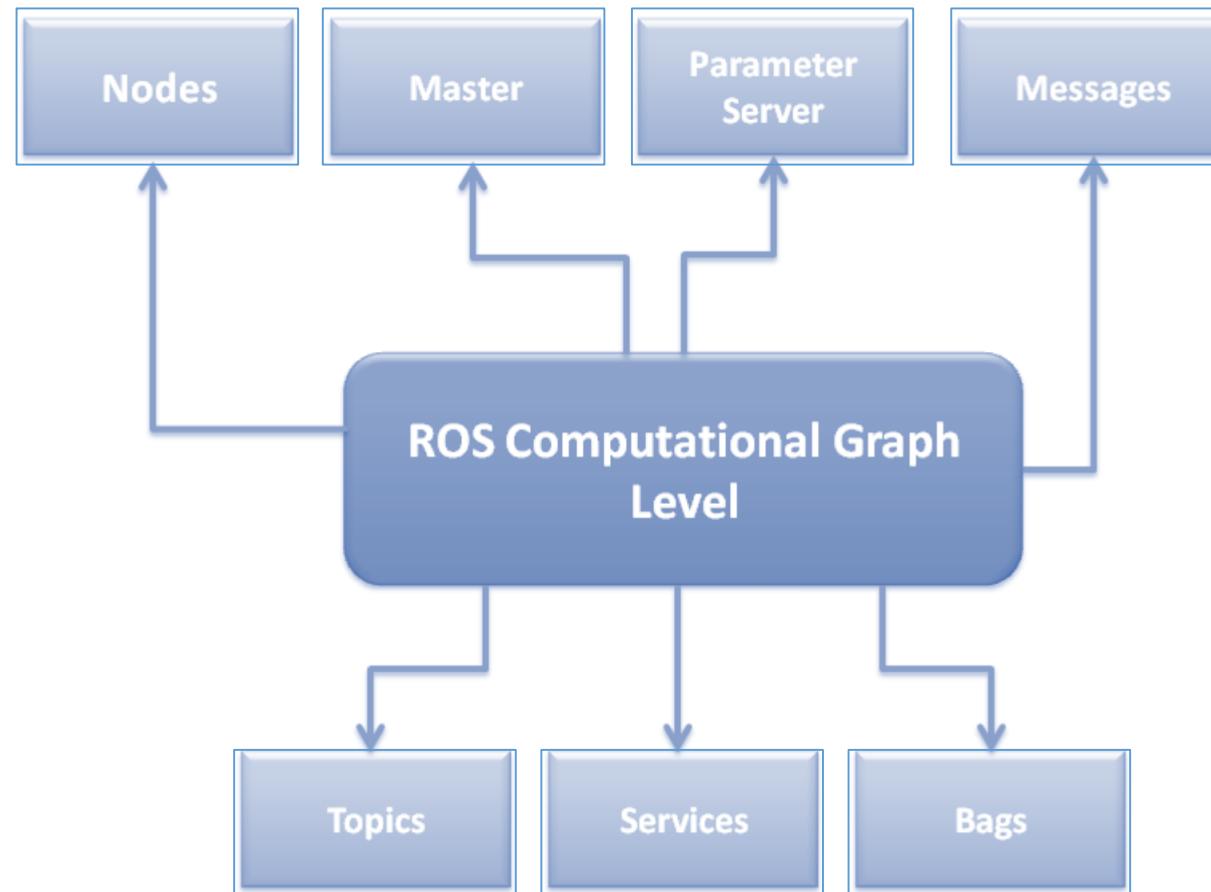 Nodes
Master
Parameter
Server
Messages
ROS Computational Graph
Level
Topics
Services
Bags